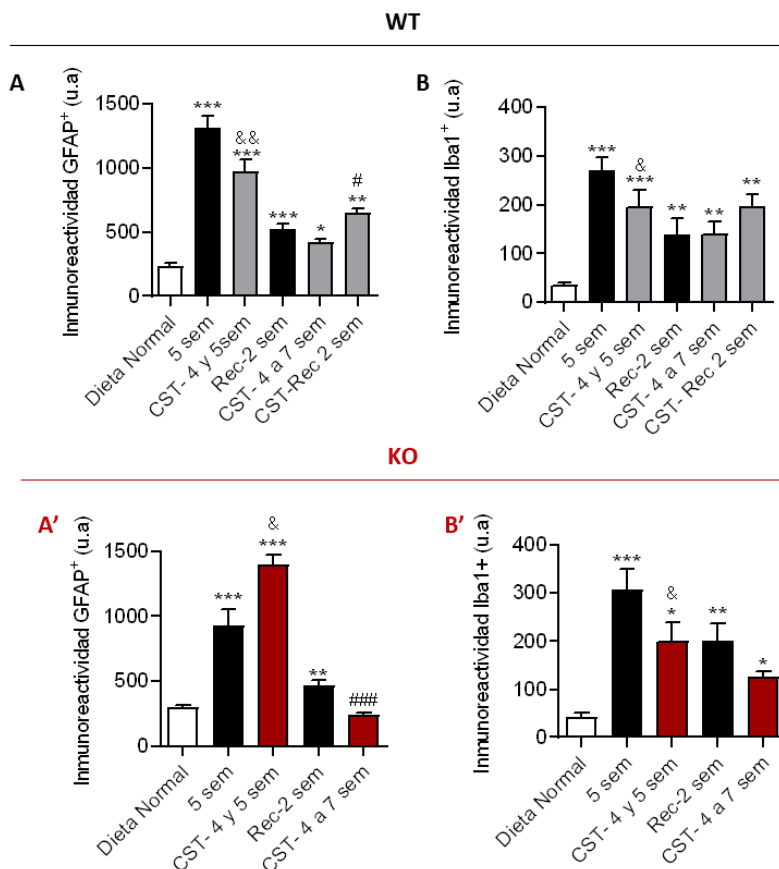 WT
A
Inmunoreactividad GFAP+ (u.a)
1500
1000
500
0
***
&&
***
***
*
#
**
Dieta Normal
5 sem
CST- 4 y 5sem
Rec-2 sem
CST- 4 a 7 sem
CST-Rec 2 sem
B
Inmunoreactividad Iba1+ (u.a)
400
300
200
100
0
***
&
***
**
**
**
Dieta Normal
5 sem
CST- 4 y 5 sem
Rec-2 sem
CST- 4 a 7 sem
CST- Rec 2 sem
KO
A’
Inmunoreactividad GFAP+ (u.a)
1500
1000
500
0
***
&
***
**
###
Dieta Normal
5 sem
CST- 4 y 5 sem
Rec-2 sem
CST- 4 a 7 sem
B’
Inmunoreactividad Iba1+ (u.a)
400
300
200
100
0
***
&
*
**
*
Dieta Normal
5 sem
CST- 4 y 5 sem
Rec-2 sem
CST- 4 a 7 sem